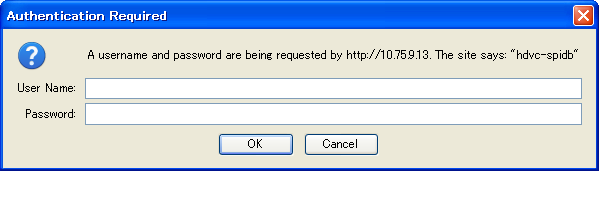 Authentication Required
A username and password are being requested by http://10.75.9.13. The site says: "hdvc-spidb"
User Name:
Password:
OK Cancel